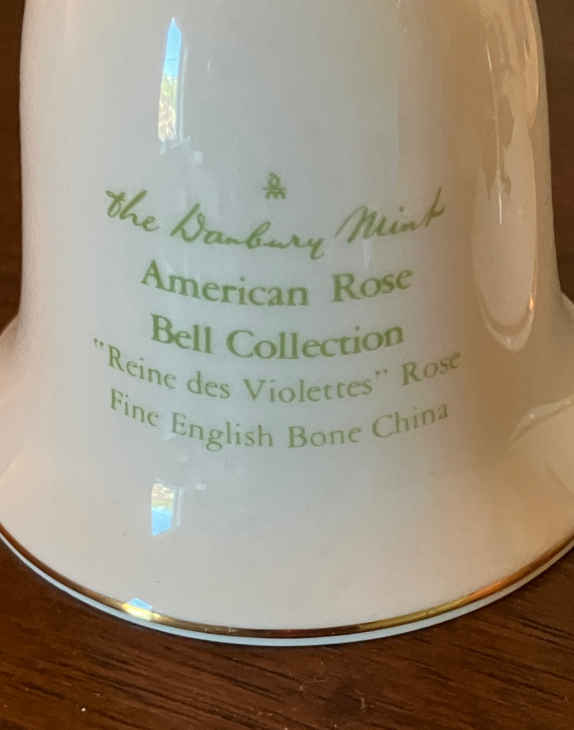 the Danbury Mint
American Rose
Bell Collection
"Reine des Violettes" Rose
Fine English Bone China